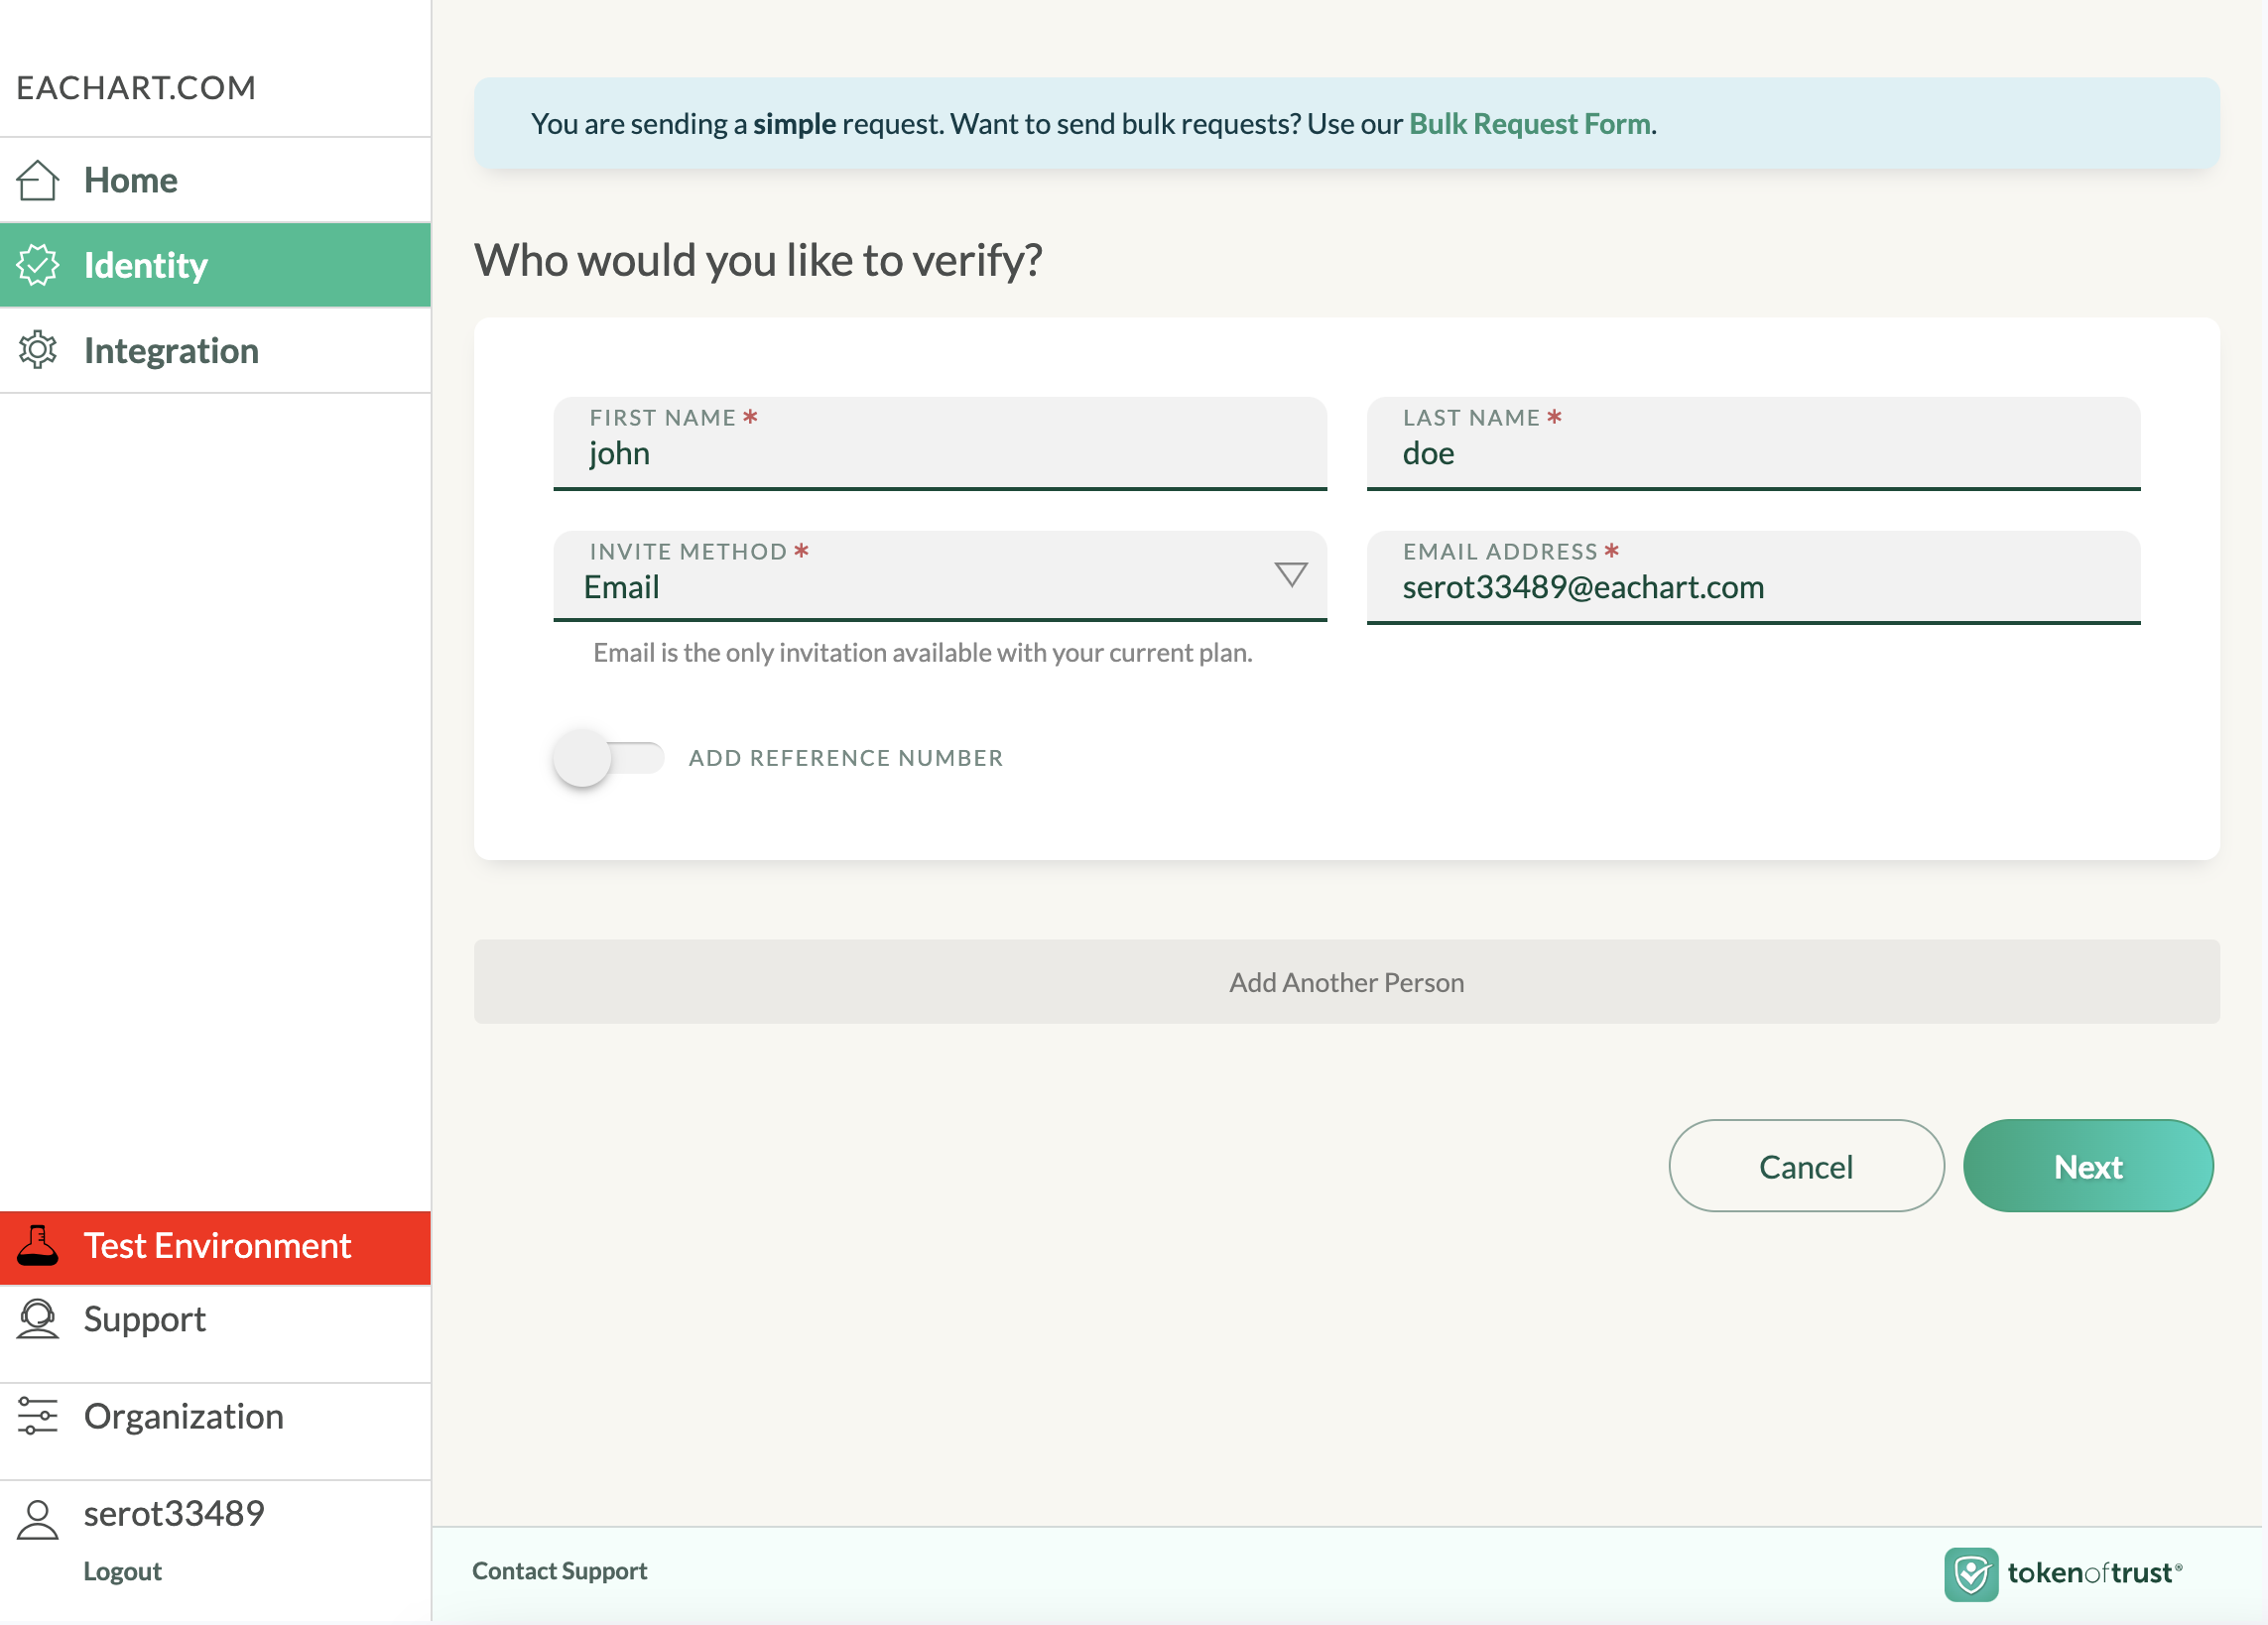 EACHART.COM
Home
Identity
Integration
Test Environment
Support
Organization
serot33489
Logout
You are sending a simple request. Want to send bulk requests? Use our Bulk Request Form.
Who would you like to verify?
FIRST NAME *
john
LAST NAME *
doe
INVITE METHOD *
Email
EMAIL ADDRESS *
serot33489@eachart.com
Email is the only invitation available with your current plan.
ADD REFERENCE NUMBER
Add Another Person
Cancel
Next
Contact Support
tokenoftrust®